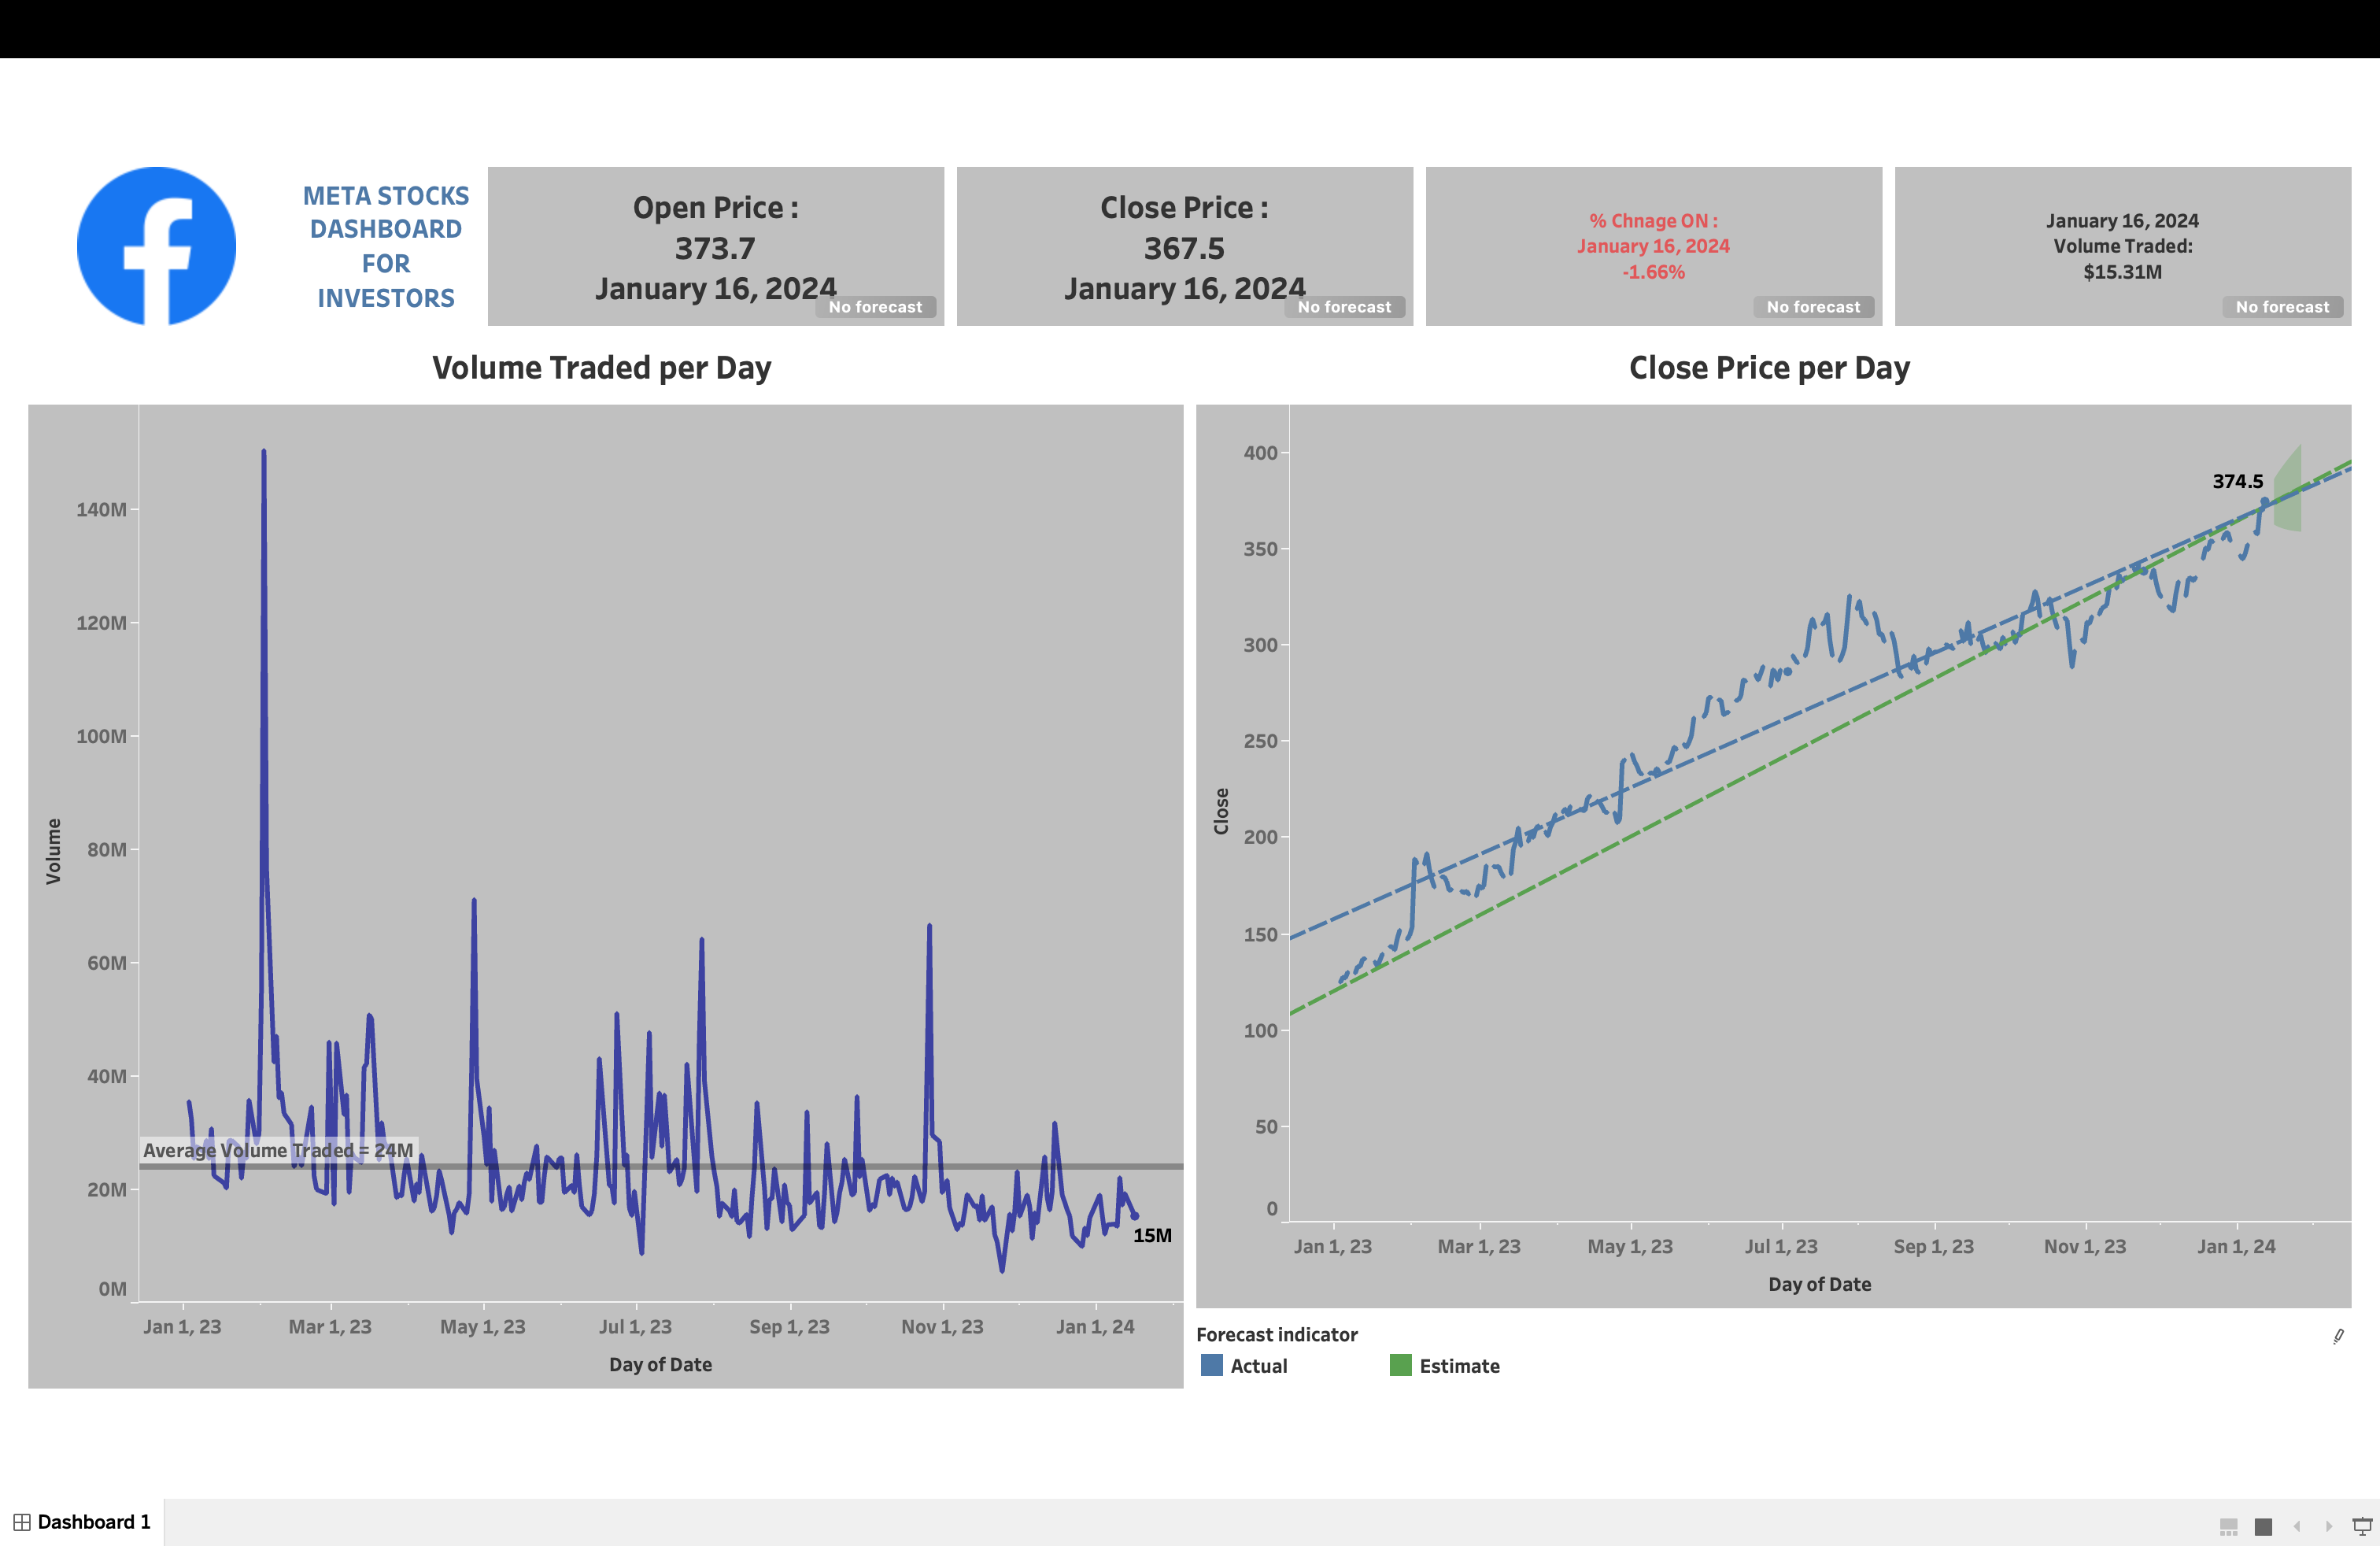 META STOCKS
DASHBOARD
FOR
INVESTORS
Open Price :
373.7
January 16, 2024
No forecast
Close Price :
367.5
January 16, 2024
No forecast
% Chnage ON :
January 16, 2024
-1.66%
No forecast
January 16, 2024
Volume Traded:
$15.31M
No forecast
Volume Traded per Day
140M
120M
100M
80M
60M
40M
20M
0M
Volume
Average Volume Traded = 24M
15M
Jan 1, 23
Mar 1, 23
May 1, 23
Jul 1, 23
Sep 1, 23
Nov 1, 23
Jan 1, 24
Day of Date
Close Price per Day
400
350
300
250
200
150
100
50
0
Close
374.5
Jan 1, 23
Mar 1, 23
May 1, 23
Jul 1, 23
Sep 1, 23
Nov 1, 23
Jan 1, 24
Day of Date
Forecast indicator
Actual
Estimate
Dashboard 1